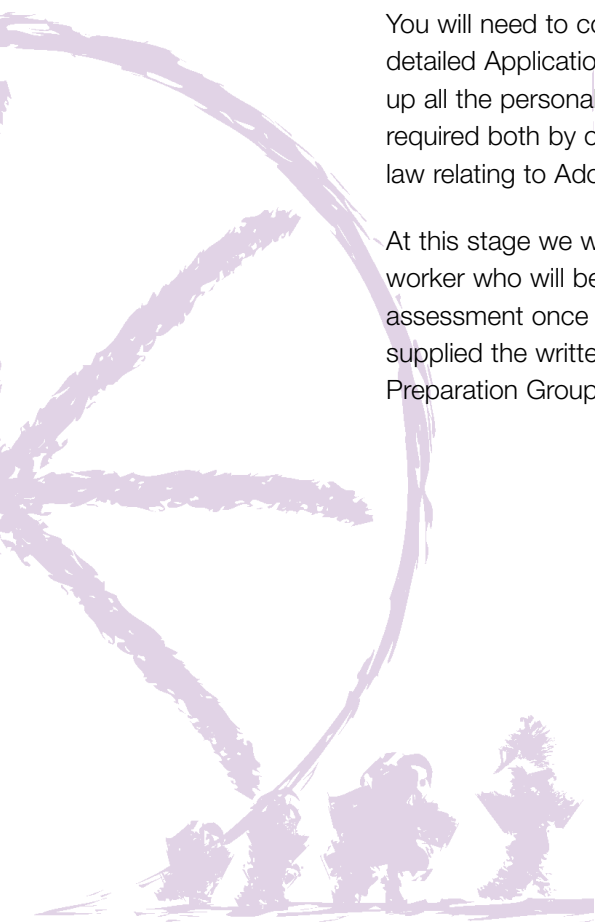 You will need to co
detailed Applicatio
up all the persona
required both by o
law relating to Ado
At this stage we w
worker who will be
assessment once
supplied the writte
Preparation Group